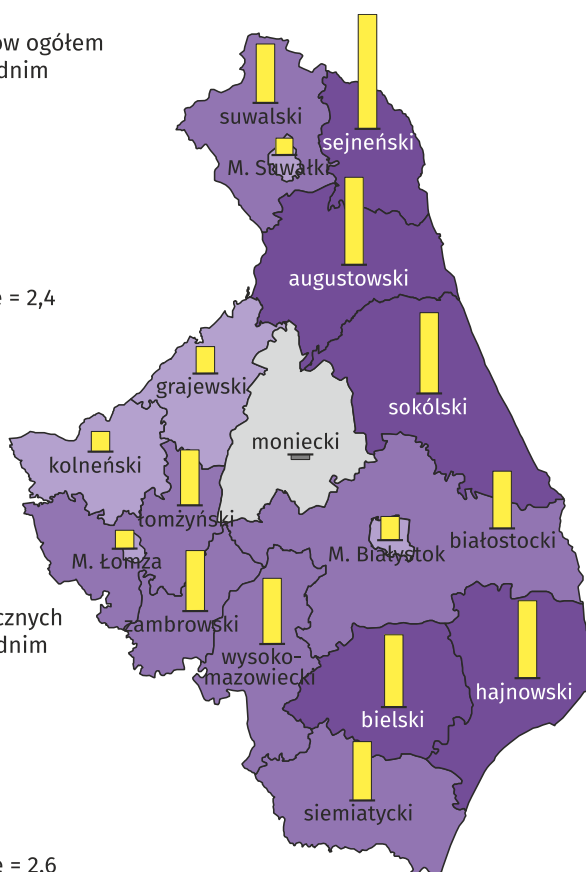 ów ogółem
dnim
suwalski
sejneński
M. Suwałki
augustowski
e = 2,4
grajewski
sokólski
moniecki
kolneński
łomżyński
białostocki
M. Białystok
M. Łomża
cznych
dnim
zambrowski
wysoko-
mazowiecki
hajnowski
bielski
siemiatycki
e = 2,6